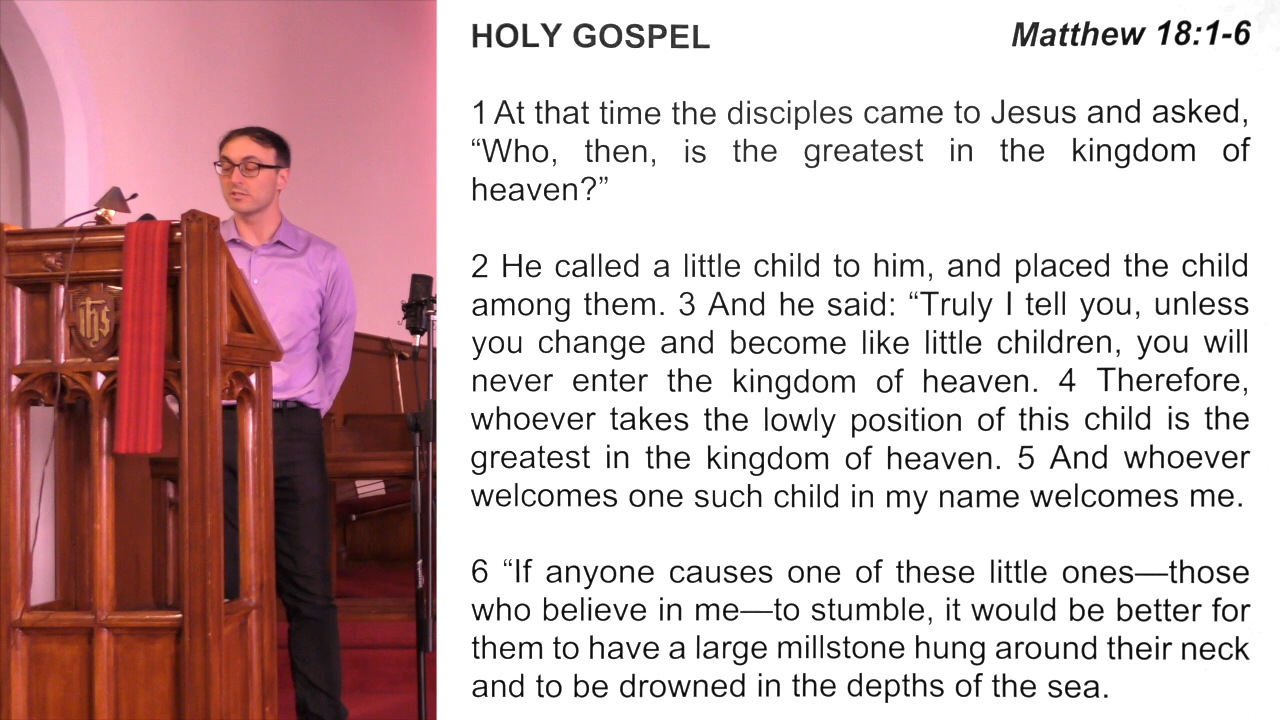 HOLY GOSPEL Matthew 18:1-6
1 At that time the disciples came to Jesus and asked,
“Who, then, is the greatest in the kingdom of
heaven?”
2 He called a little child to him, and placed the child
among them. 3 And he said: “Truly I tell you, unless
you change and become like little children, you will
never enter the kingdom of heaven. 4 Therefore,
whoever takes the lowly position of this child is the
greatest in the kingdom of heaven. 5 And whoever
welcomes one such child in my name welcomes me.
6 “If anyone causes one of these little ones—those
who believe in me—to stumble, it would be better for
them to have a large millstone hung around their neck
and to be drowned in the depths of the sea.
ihs